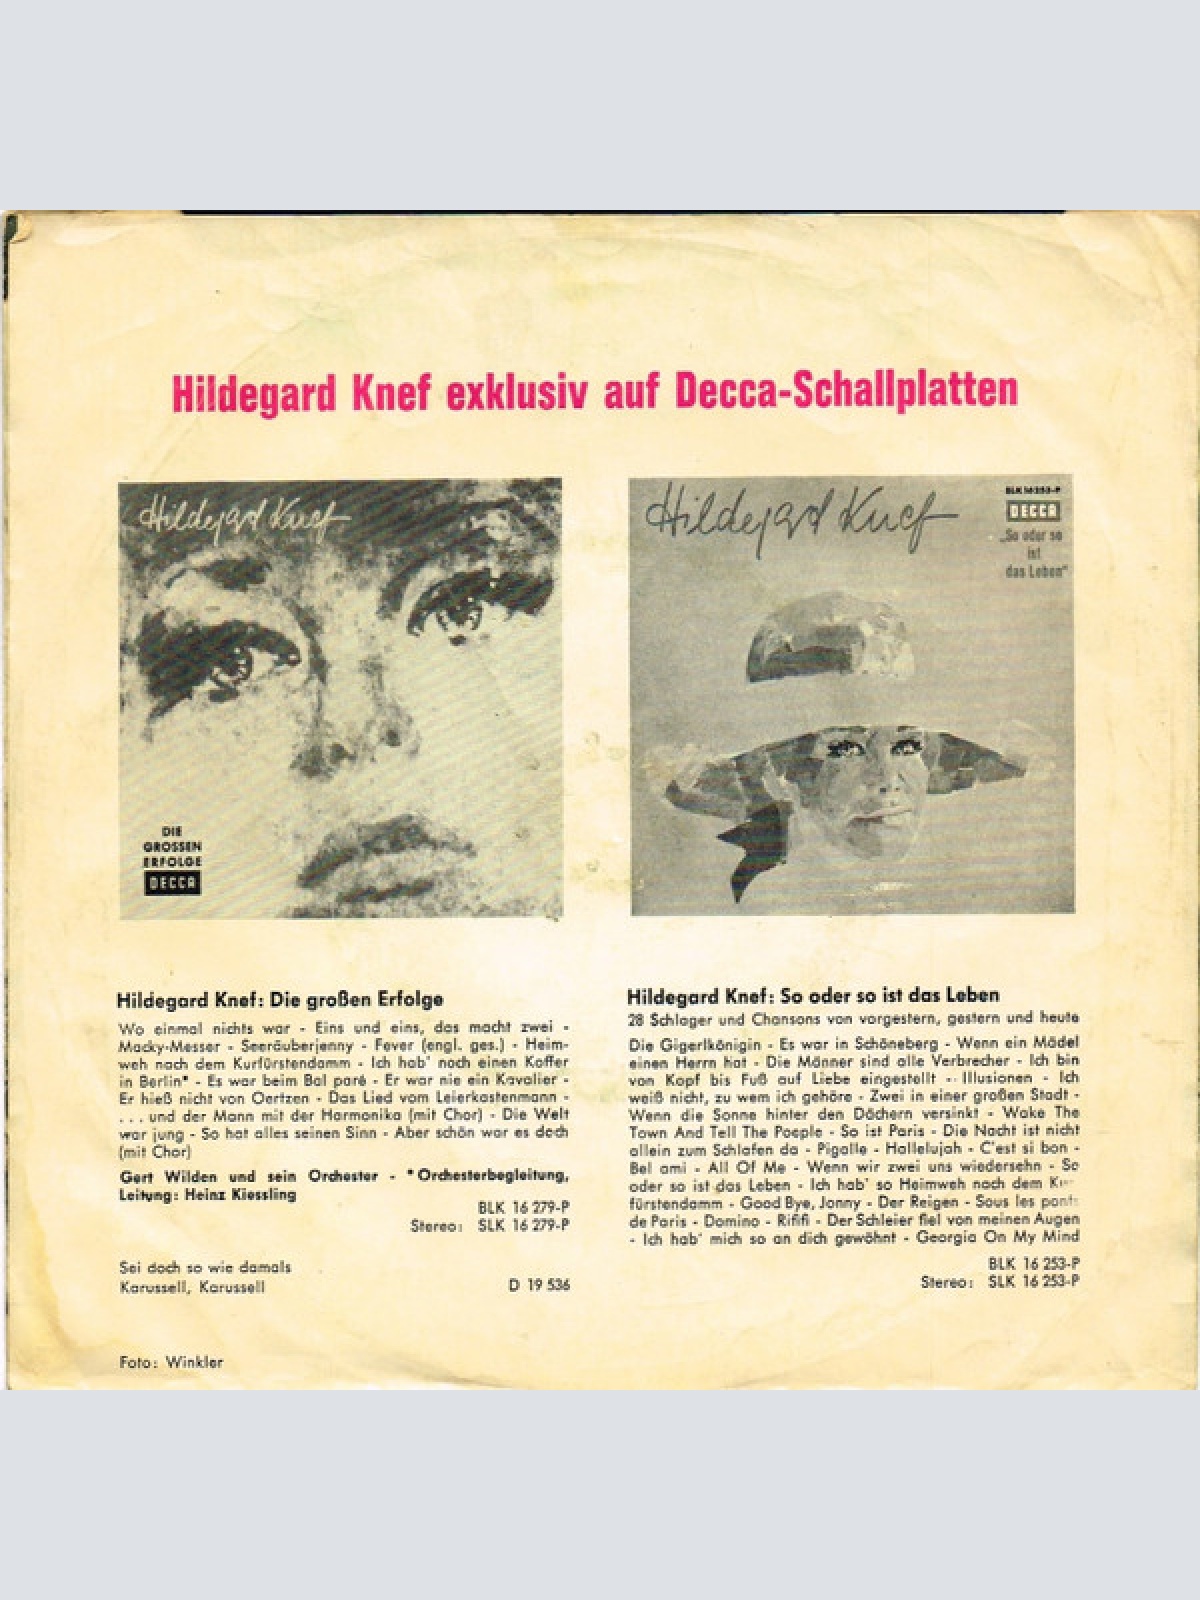 Hildegard Knef exklusiv auf Decca-Schallplatten
Hildegard Knef
DIE
GROSSEN
ERFOLGE
DECCA
Hildegard Knef
BLK 16253-P
DECCA
„So oder so
ist
das Leben"
Hildegard Knef: Die großen Erfolge
Wo einmal nichts war - Eins und eins, das macht zwei -
Macky-Messer - Seeräuberjenny - Fever (engl. ges.) - Heim-
weh nach dem Kurfürstendamm - Ich hab' noch einen Koffer
in Berlin* - Es war beim Bal paré - Er war nie ein Kavalier -
Er hieß nicht von Oertzen - Das Lied vom Leierkastenmann -
. . . und der Mann mit der Harmonika (mit Chor) - Die Welt
war jung - So hat alles seinen Sinn - Aber schön war es doch
(mit Chor)
Gert Wilden und sein Orchester - *Orchesterbegleitung,
Leitung: Heinz Kiessling
BLK 16 279-P
Stereo: SLK 16 279-P
Sei doch so wie damals
Karussell, Karussell D 19 536
Foto: Winkler
Hildegard Knef: So oder so ist das Leben
28 Schlager und Chansons von vorgestern, gestern und heute
Die Gigerlkönigin - Es war in Schöneberg - Wenn ein Mädel
einen Herrn hat - Die Männer sind alle Verbrecher - Ich bin
von Kopf bis Fuß auf Liebe eingestellt - Illusionen - Ich
weiß nicht, zu wem ich gehöre - Zwei in einer großen Stadt -
Wenn die Sonne hinter den Dächern versinkt - Wake The
Town And Tell The People - So ist Paris - Die Nacht ist nicht
allein zum Schlafen da - Pigalle - Hallelujah - C'est si bon -
Bel ami - All Of Me - Wenn wir zwei uns wiedersehn - So
oder so ist das Leben - Ich hab' so Heimweh nach dem Kur-
fürstendamm - Good Bye, Jonny - Der Reigen - Sous les ponts
de Paris - Domino - Rififi - Der Schleier fiel von meinen Augen
- Ich hab' mich so an dich gewöhnt - Georgia On My Mind
BLK 16 253-P
Stereo: SLK 16 253-P